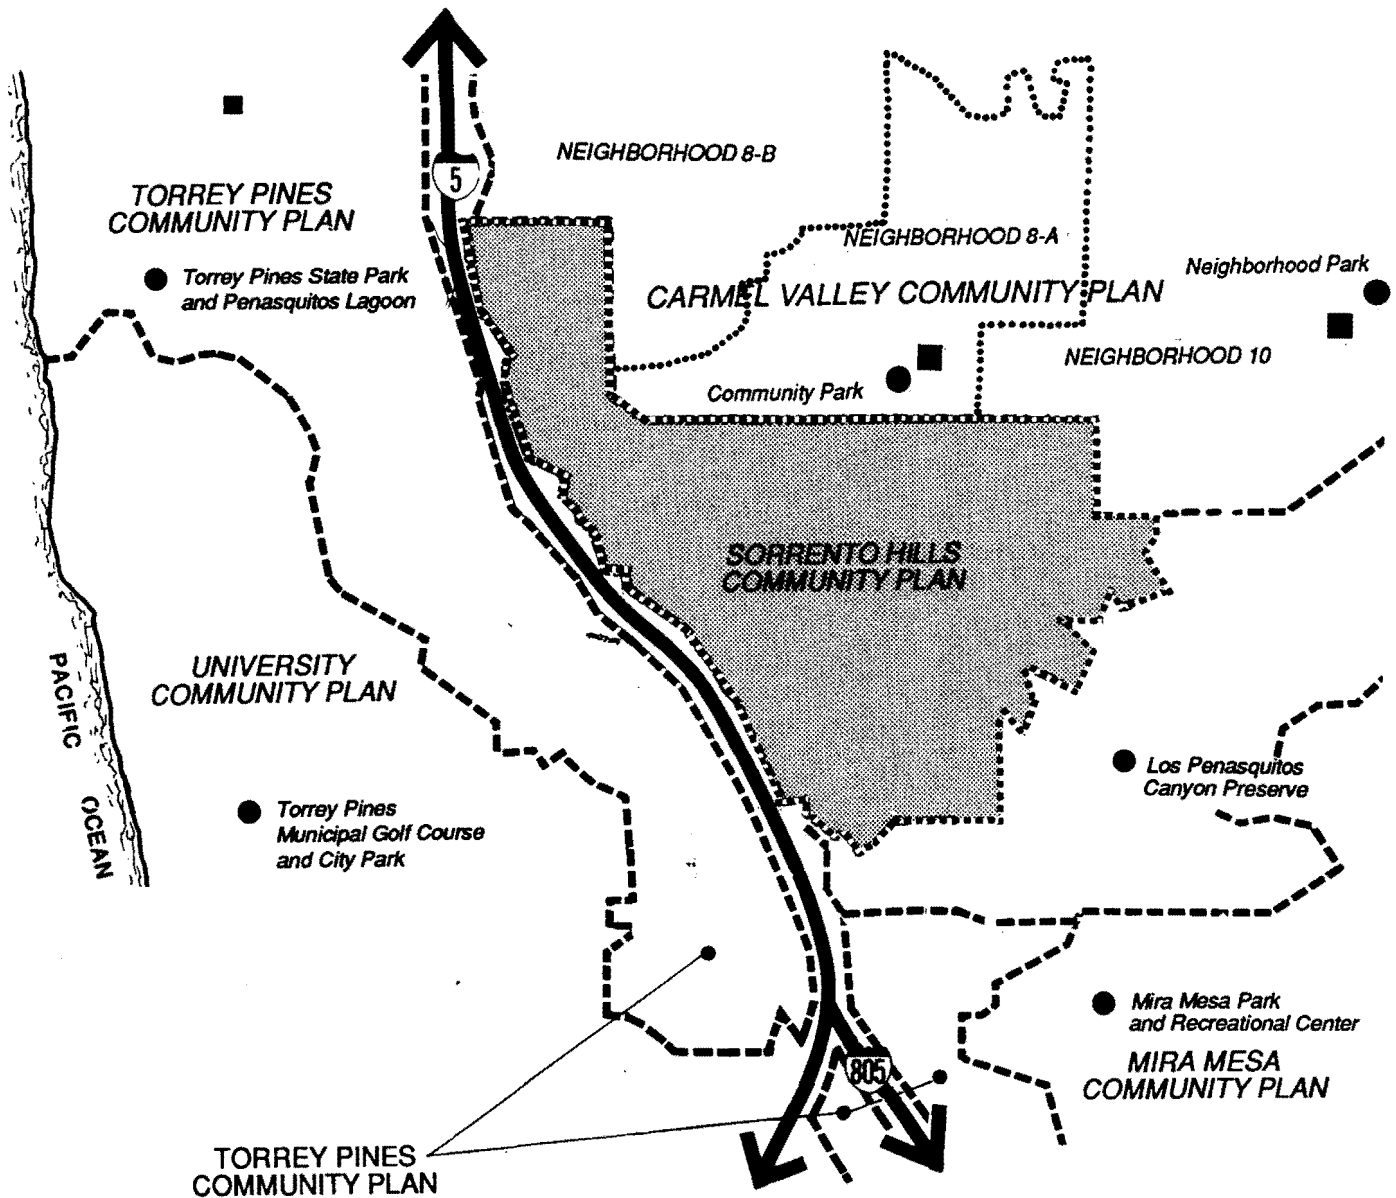 5
NEIGHBORHOOD 8-B
TORREY PINES
COMMUNITY PLAN
NEIGHBORHOOD 8-A
Torrey Pines State Park
and Penasquitos Lagoon
Neighborhood Park
CARMEL VALLEY COMMUNITY PLAN
NEIGHBORHOOD 10
Community Park
SORRENTO HILLS
COMMUNITY PLAN
UNIVERSITY
COMMUNITY PLAN
PACIFIC
OCEAN
Los Penasquitos
Canyon Preserve
Torrey Pines
Municipal Golf Course
and City Park
Mira Mesa Park
and Recreational Center
MIRA MESA
COMMUNITY PLAN
805
TORREY PINES
COMMUNITY PLAN